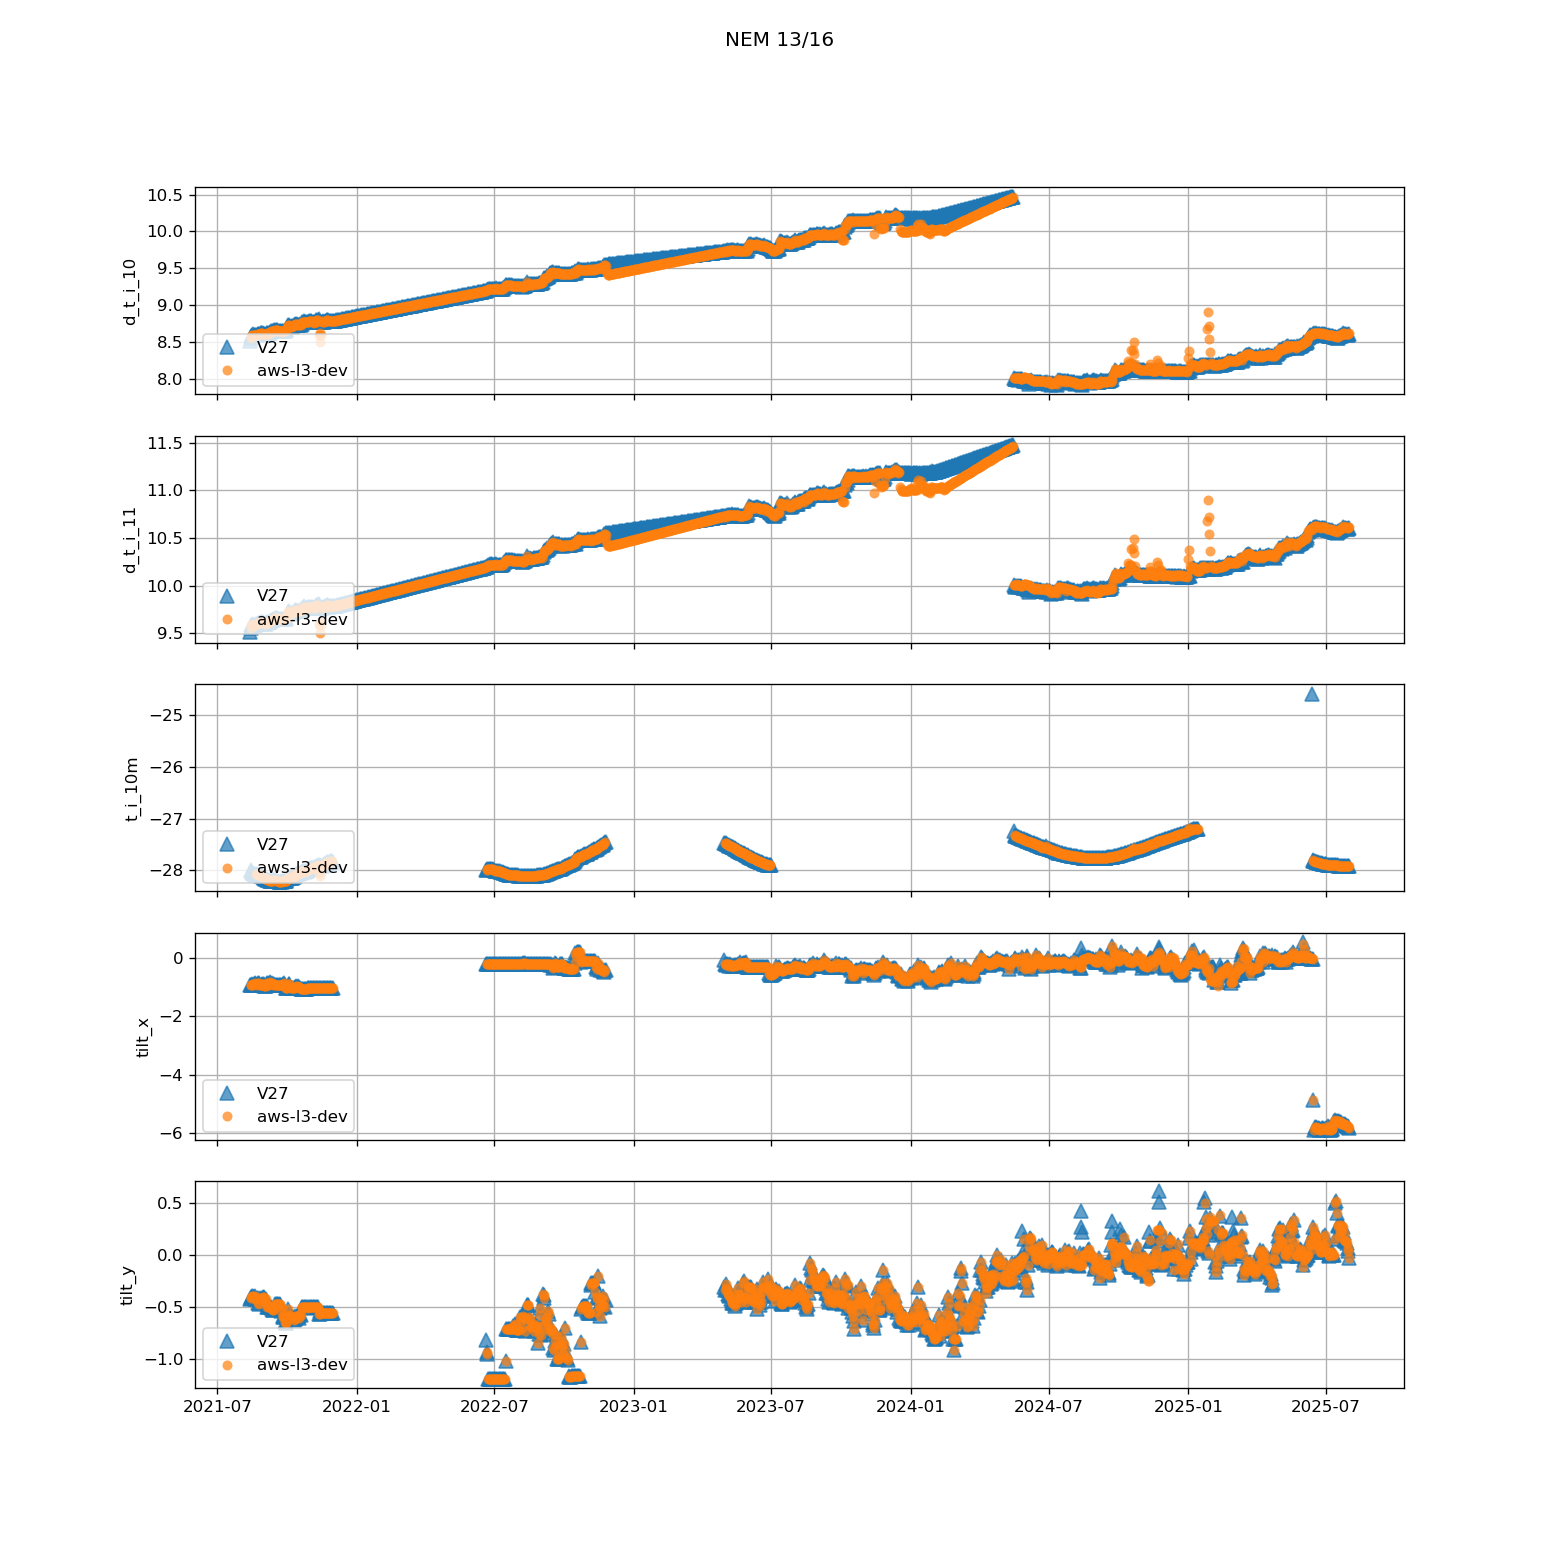 NEM 13/16
d_t_i_10
10.5
10.0
9.5
9.0
8.5
8.0
V27
aws-l3-dev
d_t_i_11
11.5
11.0
10.5
10.0
9.5
V27
aws-l3-dev
t_i_10m
−25
−26
−27
−28
V27
aws-l3-dev
tilt_x
0
−2
−4
−6
V27
aws-l3-dev
tilt_y
0.5
0.0
−0.5
−1.0
V27
aws-l3-dev
2021-07 2022-01 2022-07 2023-01 2023-07 2024-01 2024-07 2025-01 2025-07